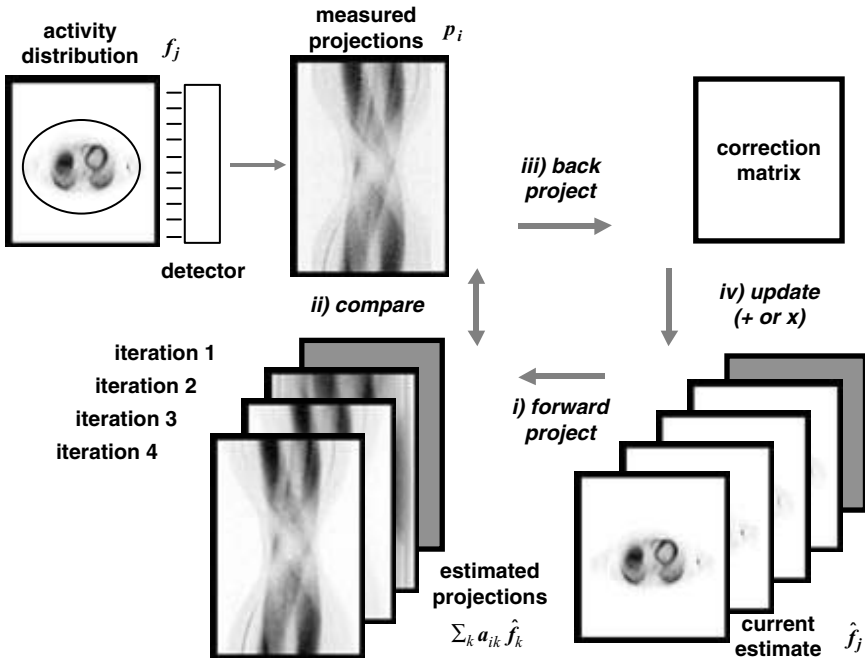 activity
distribution
f_j
measured
projections
p_i
detector
iii) back
project
correction
matrix
ii) compare
iv) update
(+ or x)
iteration 1
iteration 2
iteration 3
iteration 4
i) forward
project
estimated
projections
Σ_k a_ik f̂_k
current
estimate
f̂_j